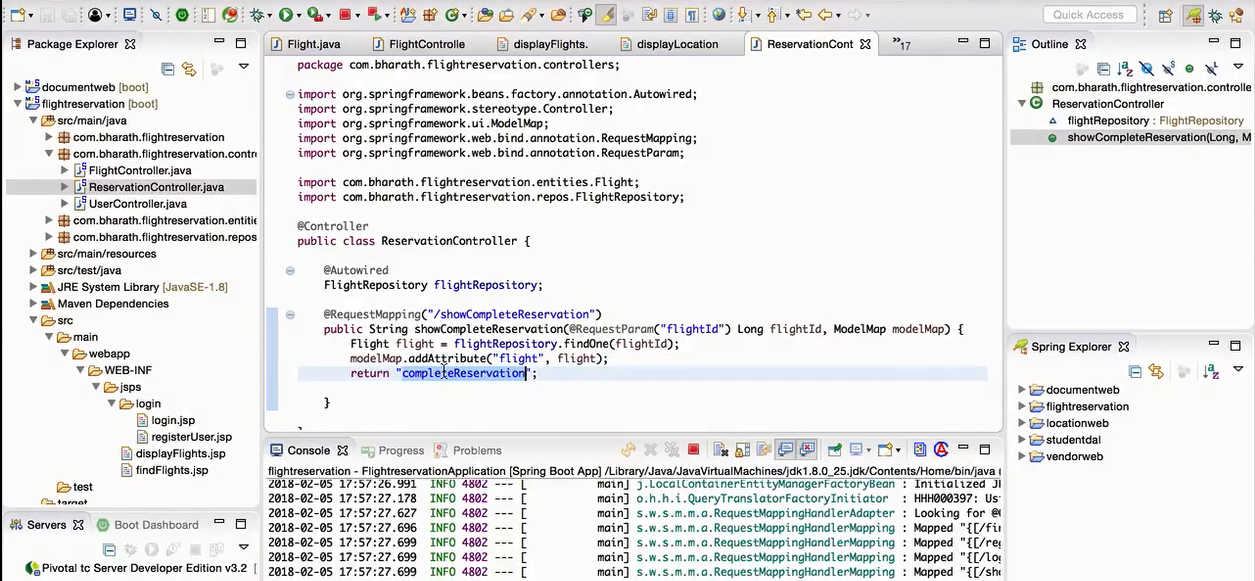 Quick Access
Package Explorer
documentweb [boot]
flightreservation [boot]
src/main/java
com.bharath.flightreservation
com.bharath.flightreservation.contr
FlightController.java
ReservationController.java
UserController.java
com.bharath.flightreservation.entitie
com.bharath.flightreservation.repos
src/main/resources
src/test/java
JRE System Library [JavaSE-1.8]
Maven Dependencies
src
main
webapp
WEB-INF
jsps
login
login.jsp
registerUser.jsp
displayFlights.jsp
findFlights.jsp
test
target
Servers
Boot Dashboard
Pivotal tc Server Developer Edition v3.2
Flight.java
FlightControlle
displayFlights.
displayLocation
ReservationCont
»17
package com.bharath.flightreservation.controllers;
import org.springframework.beans.factory.annotation.Autowired;
import org.springframework.stereotype.Controller;
import org.springframework.ui.ModelMap;
import org.springframework.web.bind.annotation.RequestMapping;
import org.springframework.web.bind.annotation.RequestParam;
import com.bharath.flightreservation.entities.Flight;
import com.bharath.flightreservation.repos.FlightRepository;
@Controller
public class ReservationController {
@Autowired
FlightRepository flightRepository;
@RequestMapping("/showCompleteReservation")
public String showCompleteReservation(@RequestParam("flightId") Long flightId, ModelMap modelMap) {
Flight flight = flightRepository.findOne(flightId);
modelMap.addAttribute("flight", flight);
return "completeReservation";
}
Console
Progress
Problems
flightreservation - FlightreservationApplication [Spring Boot App] /Library/Java/JavaVirtualMachines/jdk1.8.0_25.jdk/Contents/Home/bin/java
2018-02-05 17:57:26.991 INFO 4802 --- [ main] j.LocalContainerEntityManagerFactoryBean : Initialized J
2018-02-05 17:57:27.178 INFO 4802 --- [ main] o.h.h.i.QueryTranslatorFactoryInitiator : HHH000397: Us
2018-02-05 17:57:27.527 INFO 4802 --- [ main] s.w.s.m.m.a.RequestMappingHandlerAdapter : Looking for @
2018-02-05 17:57:27.696 INFO 4802 --- [ main] s.w.s.m.m.a.RequestMappingHandlerMapping : Mapped "{[/fi
2018-02-05 17:57:27.699 INFO 4802 --- [ main] s.w.s.m.m.a.RequestMappingHandlerMapping : Mapped "{[/re
2018-02-05 17:57:27.699 INFO 4802 --- [ main] s.w.s.m.m.a.RequestMappingHandlerMapping : Mapped "{[/lo
2018-02-05 17:57:27.699 INFO 4802 --- [ main] s.w.s.m.m.a.RequestMappingHandlerMapping : Mapped "{[/sh
Outline
com.bharath.flightreservation.controlle
ReservationController
flightRepository : FlightRepository
showCompleteReservation(Long, M
Spring Explorer
documentweb
flightreservation
locationweb
studentdal
vendorweb